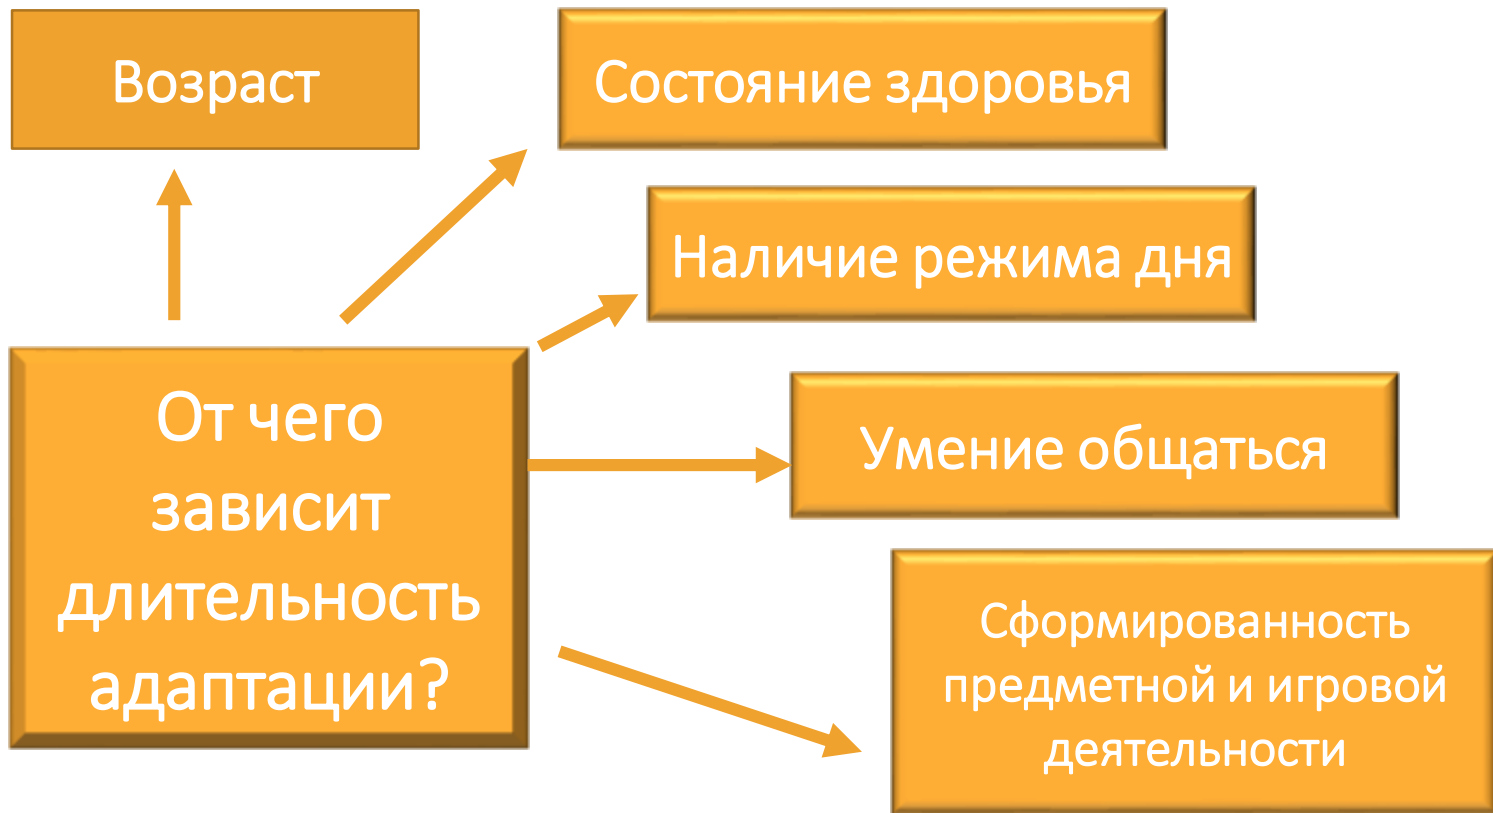 Возраст
Состояние здоровья
Наличие режима дня
От чего
зависит
длительность
адаптации?
Умение общаться
Сформированность
предметной и игровой
деятельности